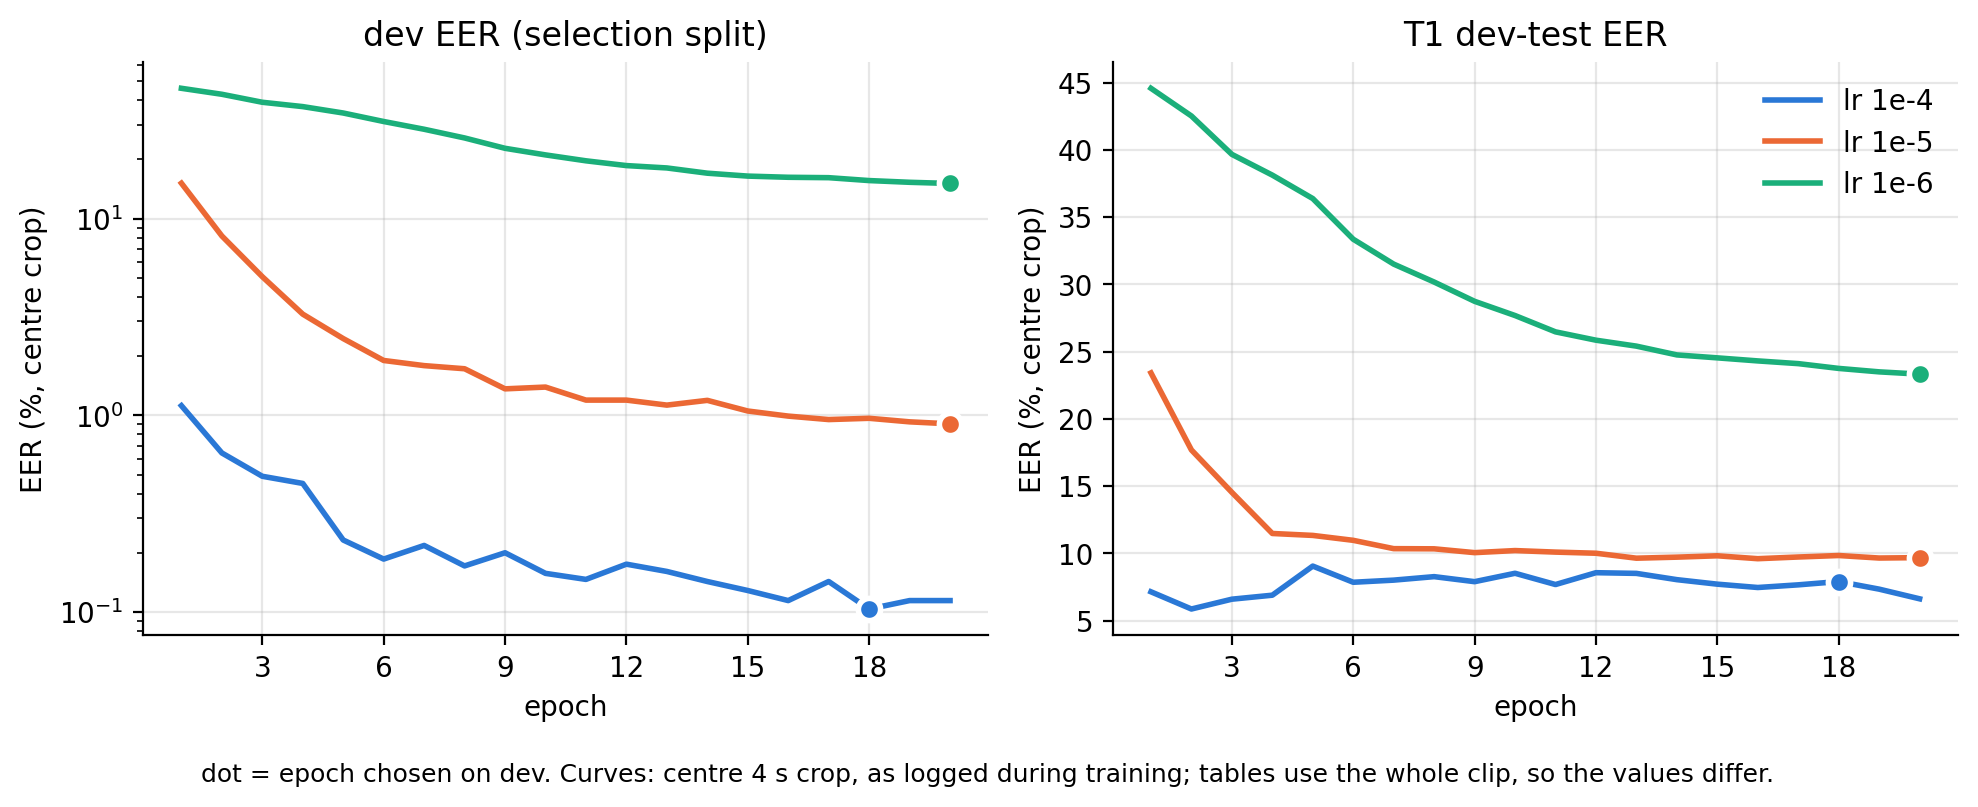 dev EER (selection split)
EER (%, centre crop)
10¹
10⁰
10⁻¹
3 6 9 12 15 18
epoch
T1 dev-test EER
EER (%, centre crop)
45
40
35
30
25
20
15
10
5
lr 1e-4
lr 1e-5
lr 1e-6
3 6 9 12 15 18
epoch
dot = epoch chosen on dev. Curves: centre 4 s crop, as logged during training; tables use the whole clip, so the values differ.